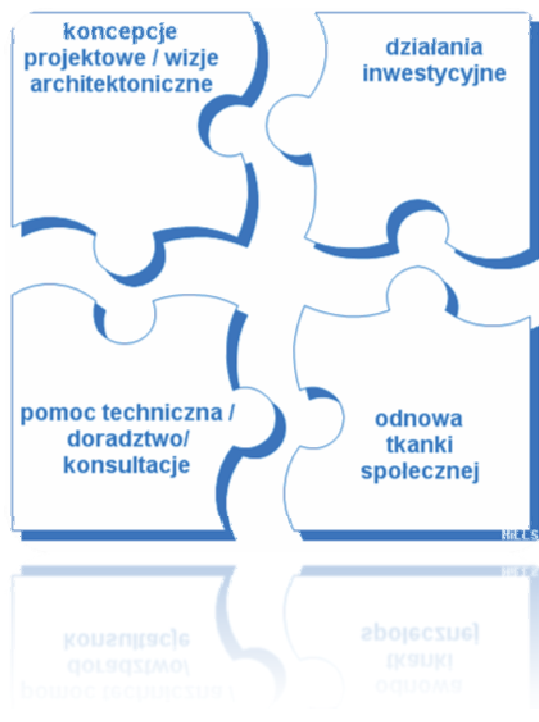 koncepcje
projektowe / wizje
architektoniczne
działania
inwestycyjne
pomoc techniczna /
doradztwo/
konsultacje
odnowa
tkanki
społecznej